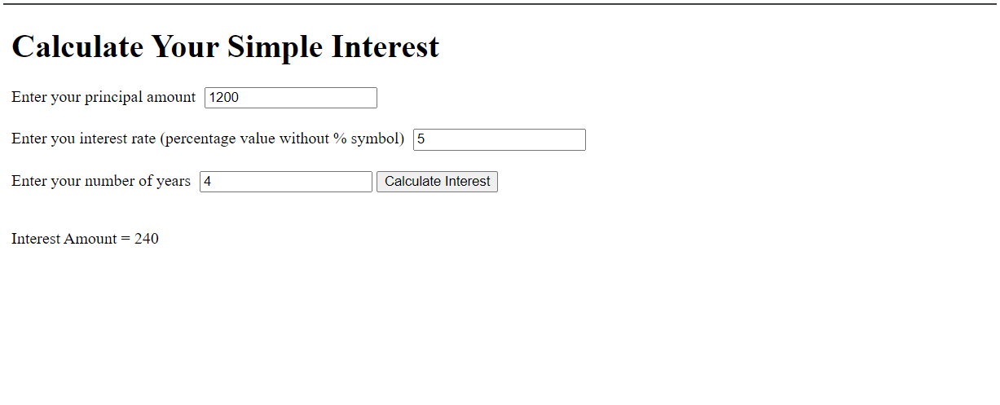 Calculate Your Simple Interest
Enter your principal amount 1200
Enter you interest rate (percentage value without % symbol) 5
Enter your number of years 4 Calculate Interest
Interest Amount = 240